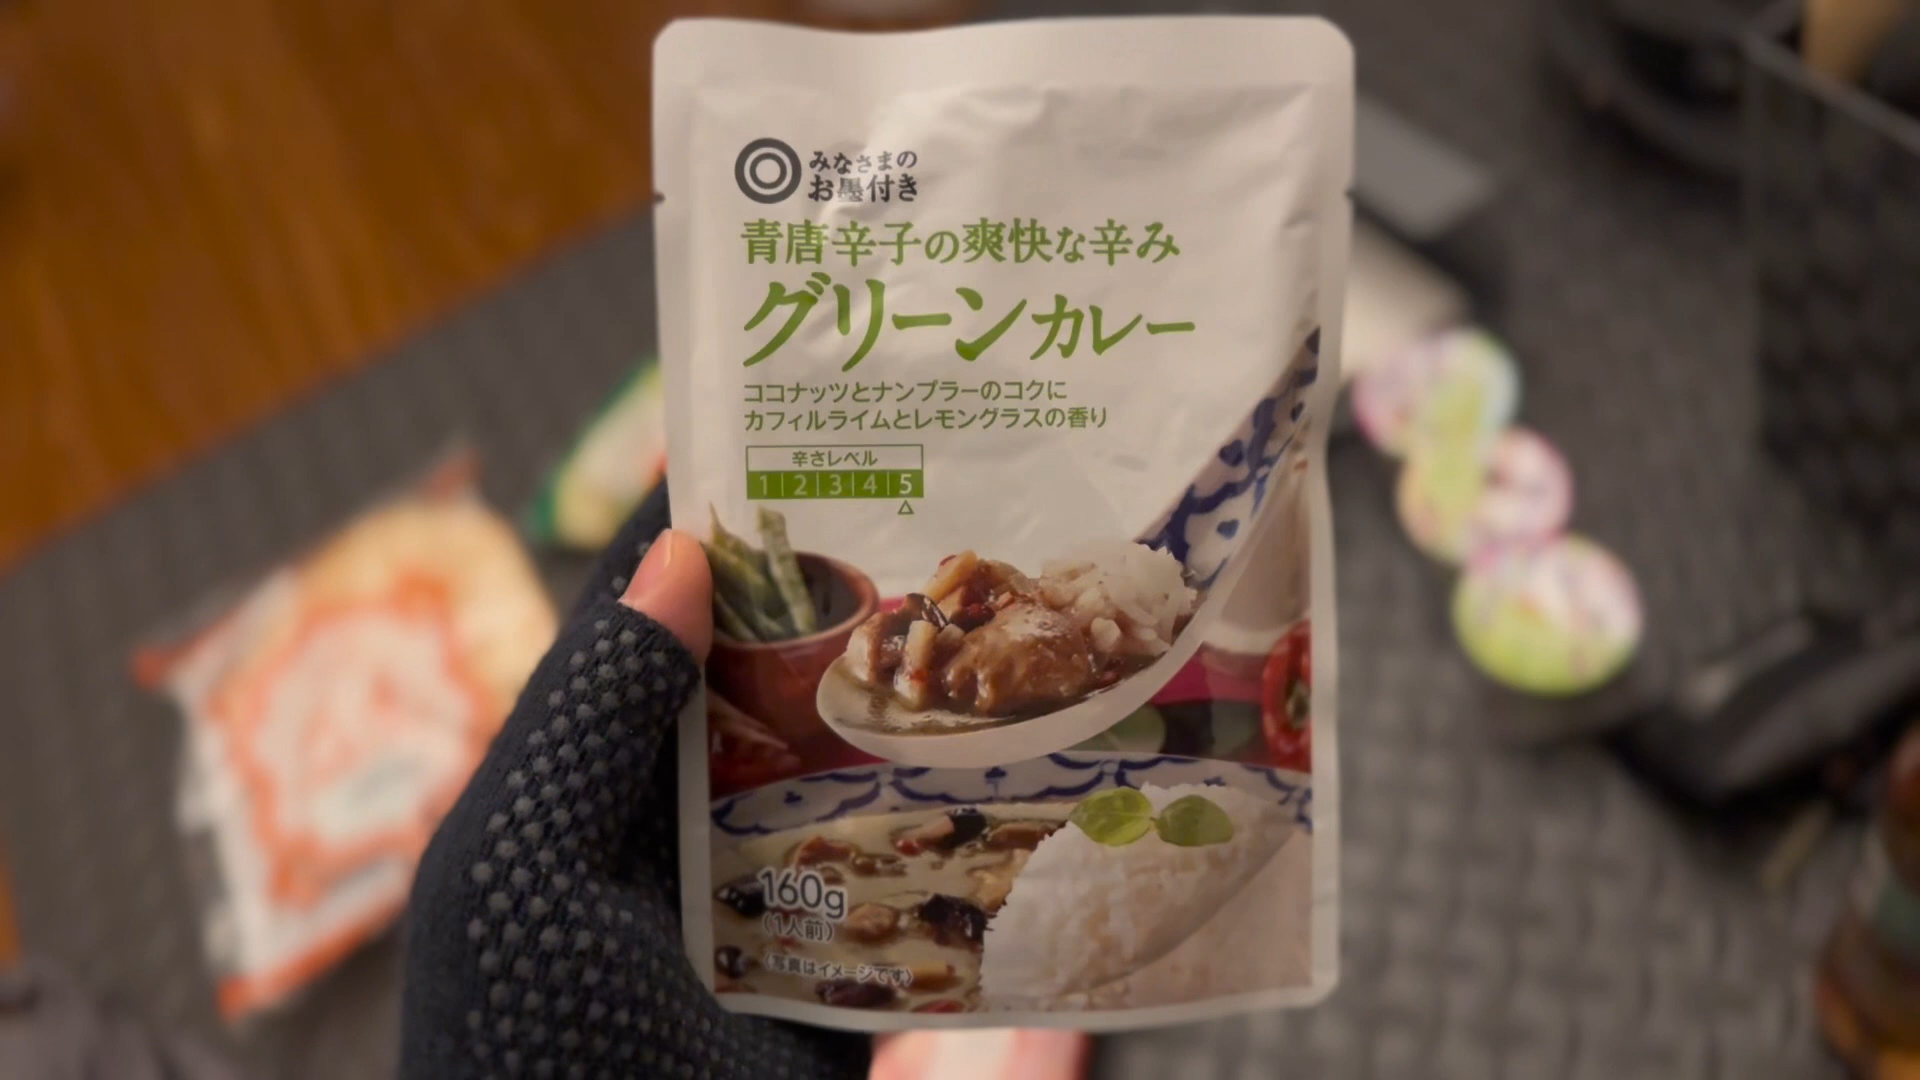 みなさまの
お墨付き
青唐辛子の爽快な辛み
グリーンカレー
ココナッツとナンプラーのコクに
カフィルライムとレモングラスの香り
辛さレベル
1 2 3 4 5
160g
(1人前)
(写真はイメージです)